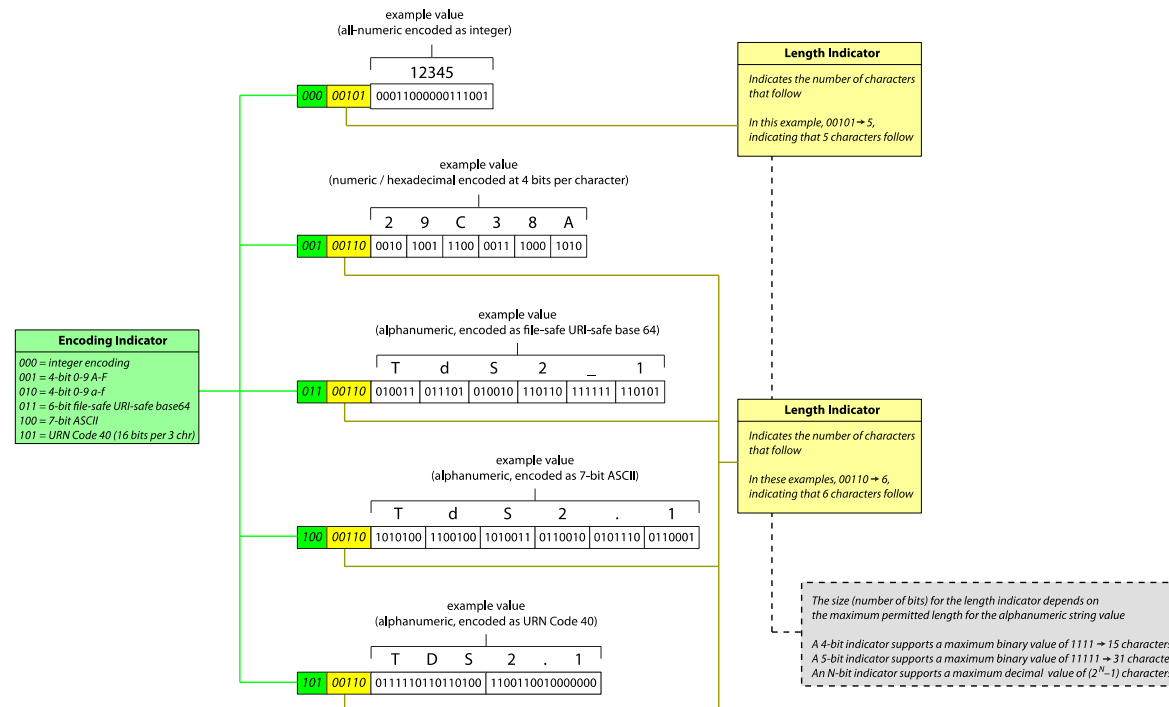 example value
(all-numeric encoded as integer)
12345
000 00101 00011000000111001
Length Indicator
Indicates the number of characters
that follow
In this example, 00101→ 5,
indicating that 5 characters follow
example value
(numeric / hexadecimal encoded at 4 bits per character)
2 9 C 3 8 A
001 00110 0010 1001 1100 0011 1000 1010
example value
(alphanumeric, encoded as file-safe URI-safe base 64)
T d S 2 _ 1
011 00110 010011 011101 010010 110110 111111 110101
Encoding Indicator
000 = integer encoding
001 = 4-bit 0-9 A-F
010 = 4-bit 0-9 a-f
011 = 6-bit file-safe URI-safe base64
100 = 7-bit ASCII
101 = URN Code 40 (16 bits per 3 chr)
Length Indicator
Indicates the number of characters
that follow
In these examples, 00110 → 6,
indicating that 6 characters follow
example value
(alphanumeric, encoded as 7-bit ASCII)
T d S 2 . 1
100 00110 1010100 1100100 1010011 0110010 0101110 0110001
example value
(alphanumeric, encoded as URN Code 40)
T D S 2 . 1
101 00110 0111110110110100 1100110010000000
The size (number of bits) for the length indicator depends on
the maximum permitted length for the alphanumeric string value
A 4-bit indicator supports a maximum binary value of 1111 → 15 characters
A 5-bit indicator supports a maximum binary value of 11111 → 31 character
An N-bit indicator supports a maximum decimal value of (2^N–1) character